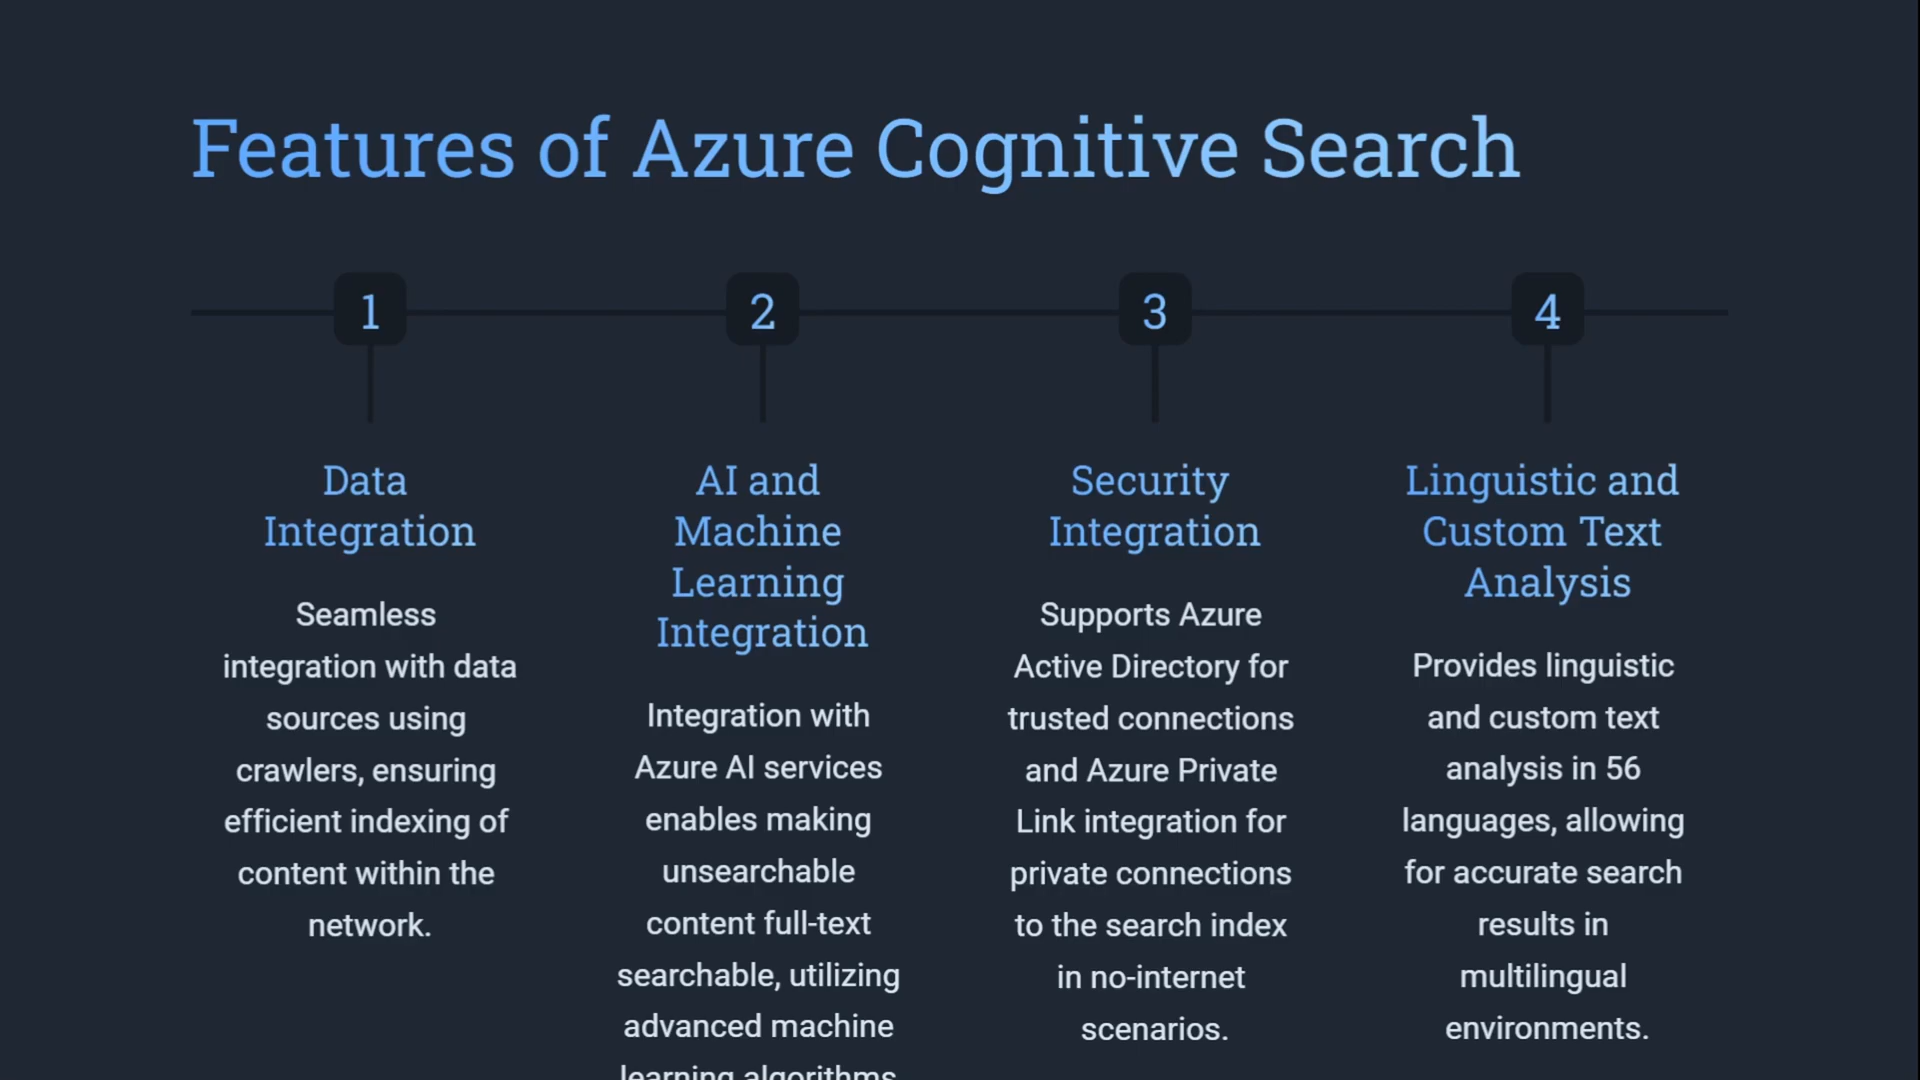 Features of Azure Cognitive Search
1
Data
Integration
Seamless
integration with data
sources using
crawlers, ensuring
efficient indexing of
content within the
network.
2
AI and
Machine
Learning
Integration
Integration with
Azure AI services
enables making
unsearchable
content full-text
searchable, utilizing
advanced machine
learning algorithms
3
Security
Integration
Supports Azure
Active Directory for
trusted connections
and Azure Private
Link integration for
private connections
to the search index
in no-internet
scenarios.
4
Linguistic and
Custom Text
Analysis
Provides linguistic
and custom text
analysis in 56
languages, allowing
for accurate search
results in
multilingual
environments.